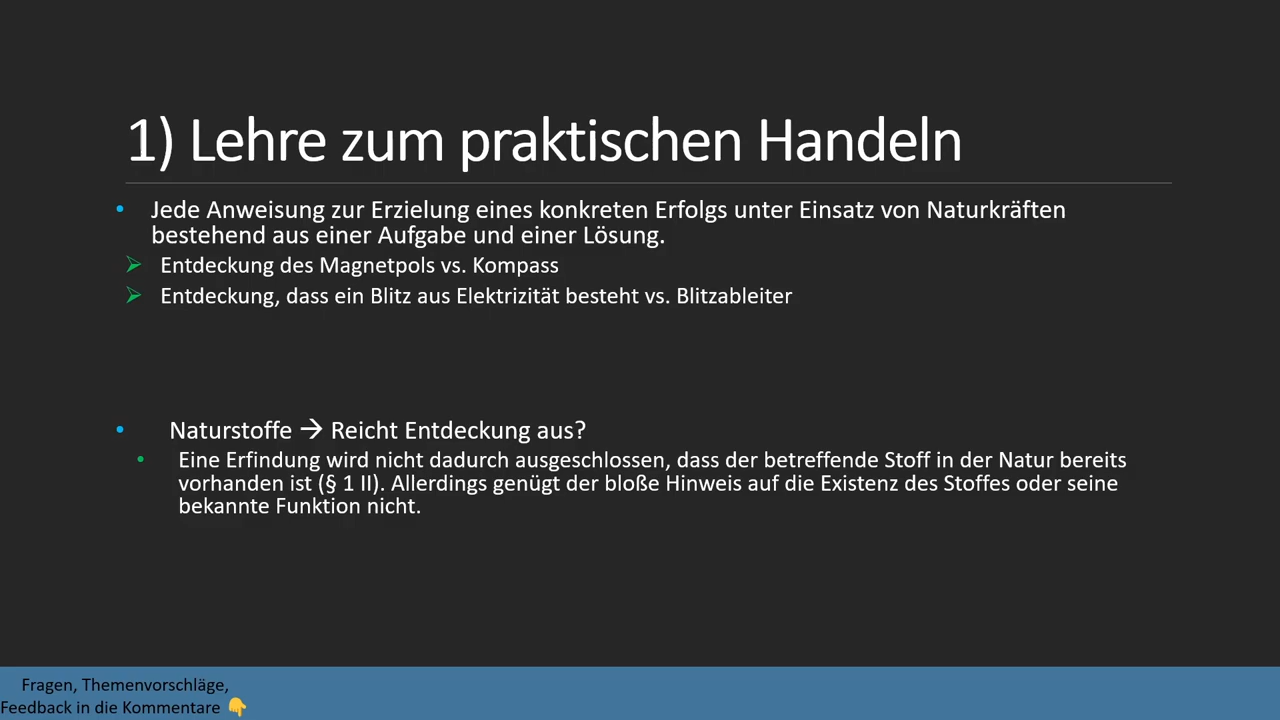 1) Lehre zum praktischen Handeln
• Jede Anweisung zur Erzielung eines konkreten Erfolgs unter Einsatz von Naturkräften
bestehend aus einer Aufgabe und einer Lösung.
➢ Entdeckung des Magnetpols vs. Kompass
➢ Entdeckung, dass ein Blitz aus Elektrizität besteht vs. Blitzableiter
• Naturstoffe → Reicht Entdeckung aus?
• Eine Erfindung wird nicht dadurch ausgeschlossen, dass der betreffende Stoff in der Natur bereits
vorhanden ist (§ 1 II). Allerdings genügt der bloße Hinweis auf die Existenz des Stoffes oder seine
bekannte Funktion nicht.
Fragen, Themenvorschläge,
Feedback in die Kommentare 👇